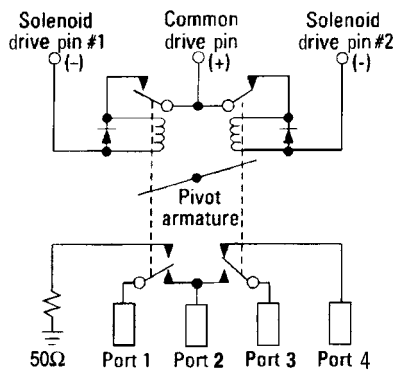 Solenoid
drive pin #1
(–)
Common
drive pin
(+)
Solenoid
drive pin #2
(-)
Pivot
armature
50Ω
Port 1
Port 2
Port 3
Port 4